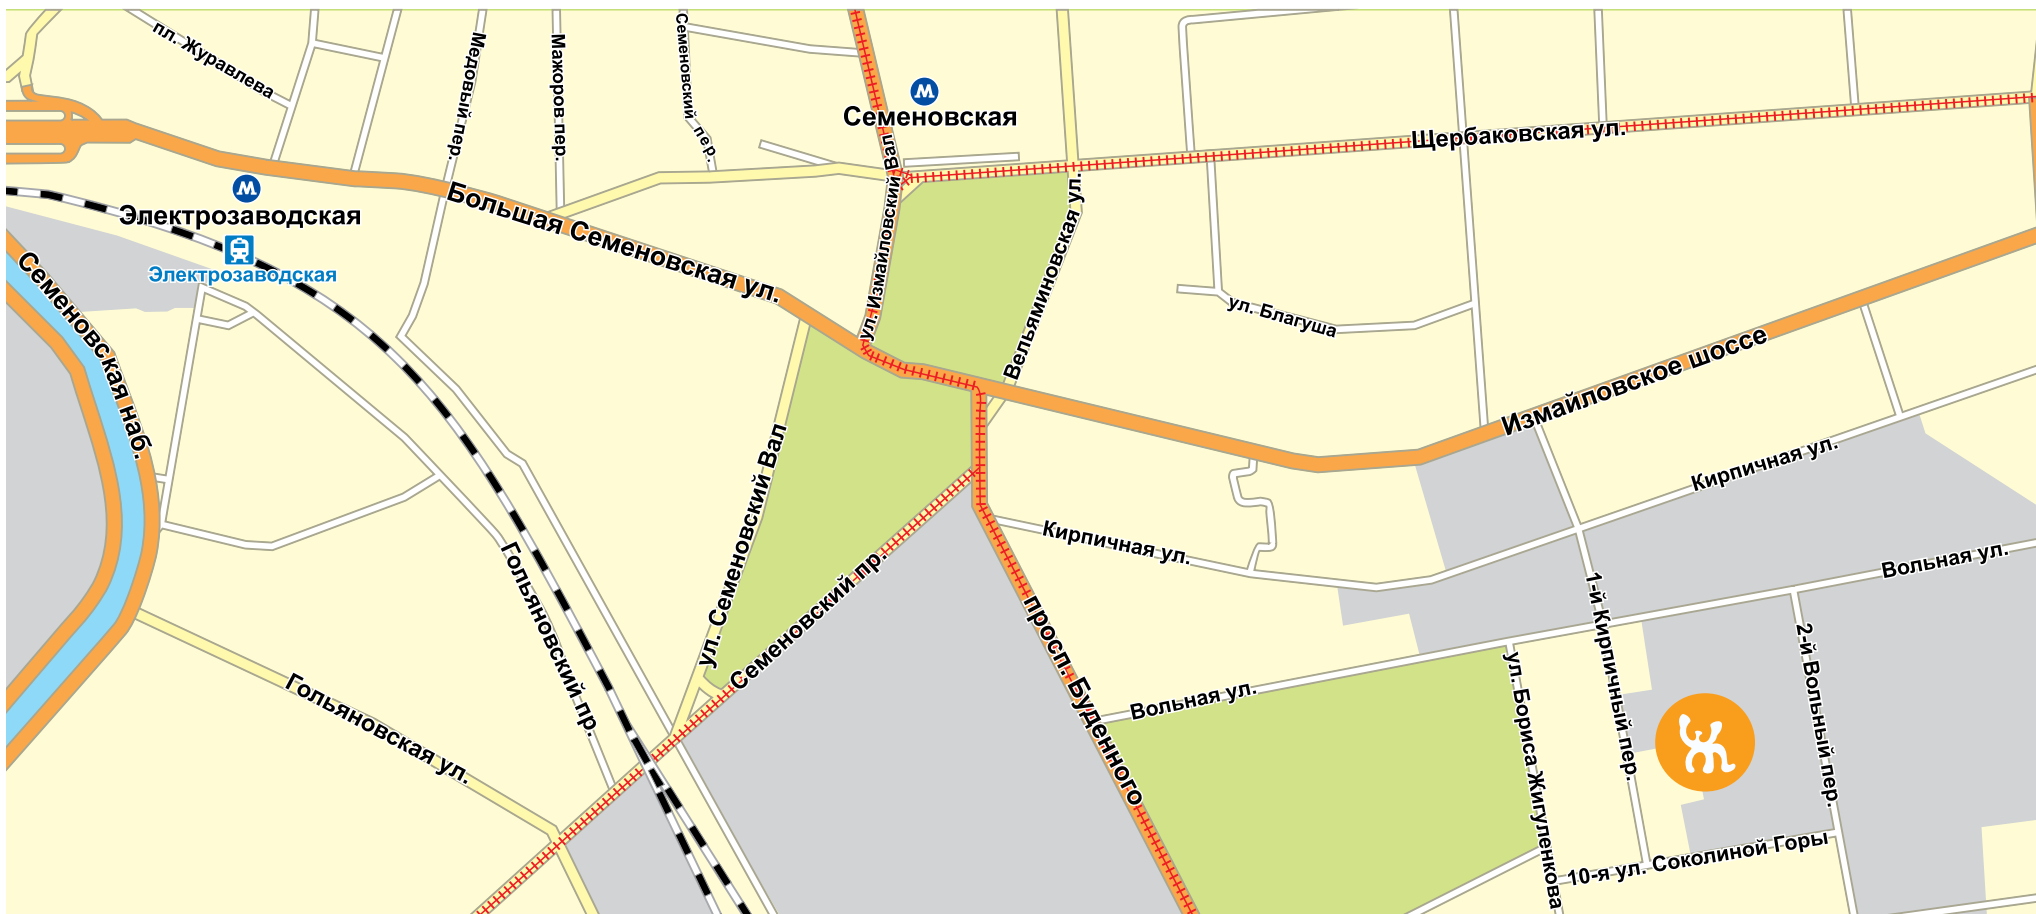 пл. Журавлева
Медовый пер.
Мажоров пер.
Семеновский пер.
М
Семеновская
Щербаковская ул.
М
Электрозаводская
Электрозаводская
Большая Семеновская ул.
ул. Измайловский Вал
Вельяминовская ул.
Семеновская наб.
ул. Благуша
Измайловское шоссе
Кирпичная ул.
ул. Семеновский Вал
Кирпичная ул.
Семеновский пр.
Гольяновский пр.
Вольная ул.
1-й Кирпичный пер.
просп. Буденного
2-й Вольный пер.
Гольяновская ул.
Вольная ул.
ул. Бориса Жигуленкова
10-я ул. Соколиной Горы